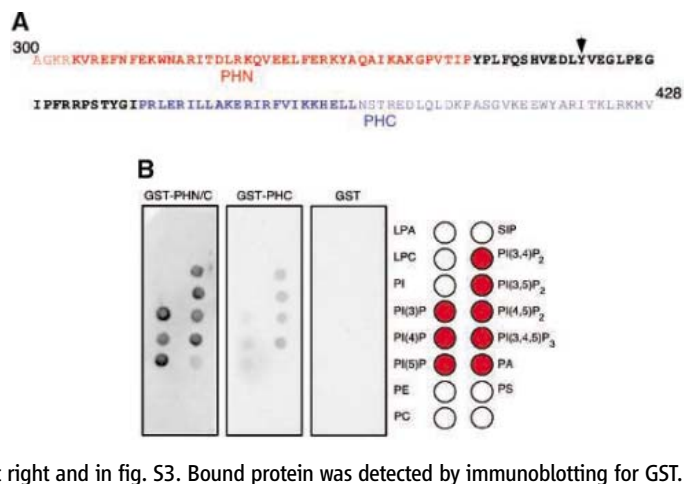 A
300
AGKRKVREFNFEKWNARITDLRKQVEELFERKYAQAIKAKGPVTIPYPLFQSHVEDLYVEGLPEG
PHN
428
IPFRRPSTYGIPRLERILLAKERIRFVIKKHELLNSTREDLQLDKPASGVKEEWYARITKLRKMV
PHC
B
GST-PHN/C GST-PHC GST
LPA SIP
LPC PI(3,4)P2
PI PI(3,5)P2
PI(3)P PI(4,5)P2
PI(4)P PI(3,4,5)P3
PI(5)P PA
PE PS
PC
right and in fig. S3. Bound protein was detected by immunoblotting for GST.